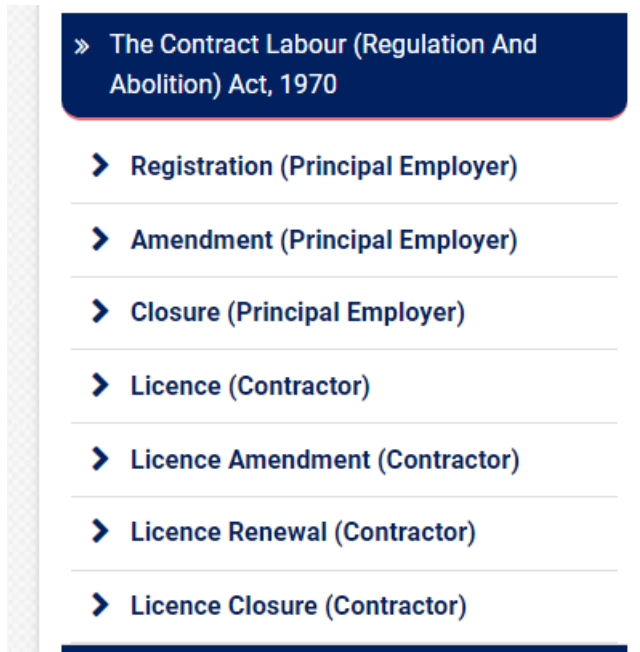 The Contract Labour (Regulation And
Abolition) Act, 1970
Registration (Principal Employer)
Amendment (Principal Employer)
Closure (Principal Employer)
Licence (Contractor)
Licence Amendment (Contractor)
Licence Renewal (Contractor)
Licence Closure (Contractor)